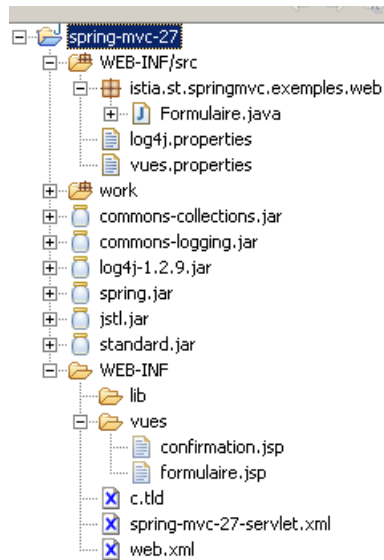 spring-mvc-27
WEB-INF/src
istia.st.springmvc.exemples.web
Formulaire.java
log4j.properties
vues.properties
work
commons-collections.jar
commons-logging.jar
log4j-1.2.9.jar
spring.jar
jstl.jar
standard.jar
WEB-INF
lib
vues
confirmation.jsp
formulaire.jsp
c.tld
spring-mvc-27-servlet.xml
web.xml